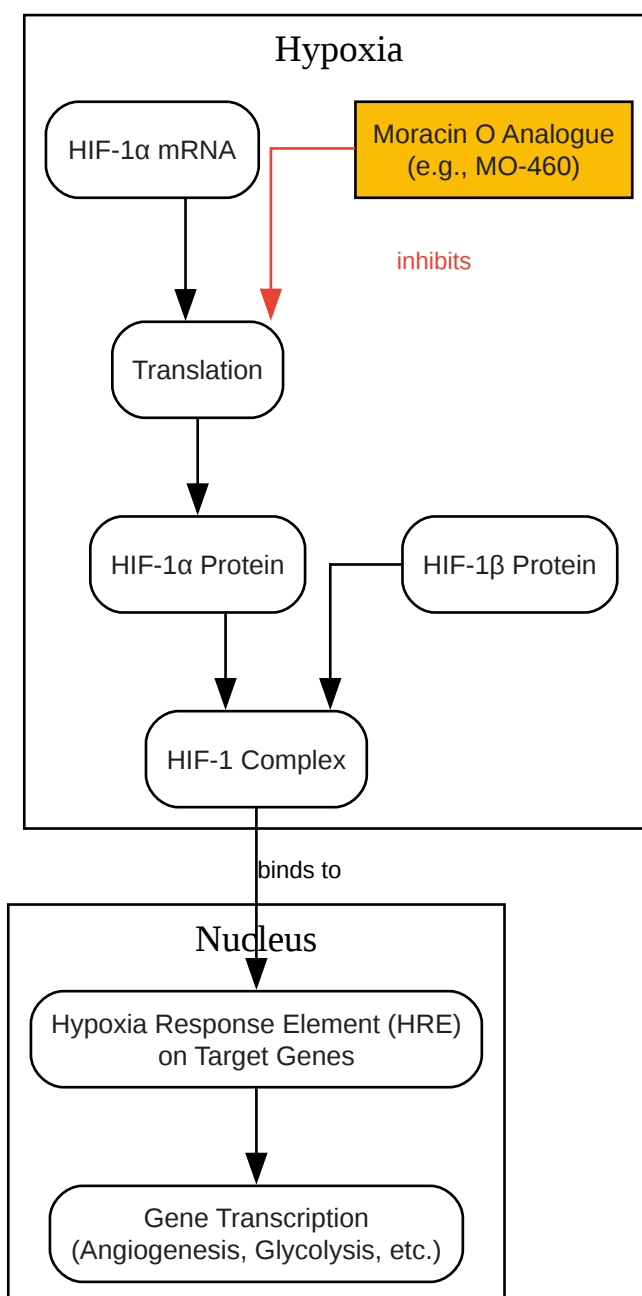 Hypoxia
HIF-1α mRNA
Moracin O Analogue
(e.g., MO-460)
inhibits
Translation
HIF-1α Protein
HIF-1β Protein
HIF-1 Complex
binds to
Nucleus
Hypoxia Response Element (HRE)
on Target Genes
Gene Transcription
(Angiogenesis, Glycolysis, etc.)